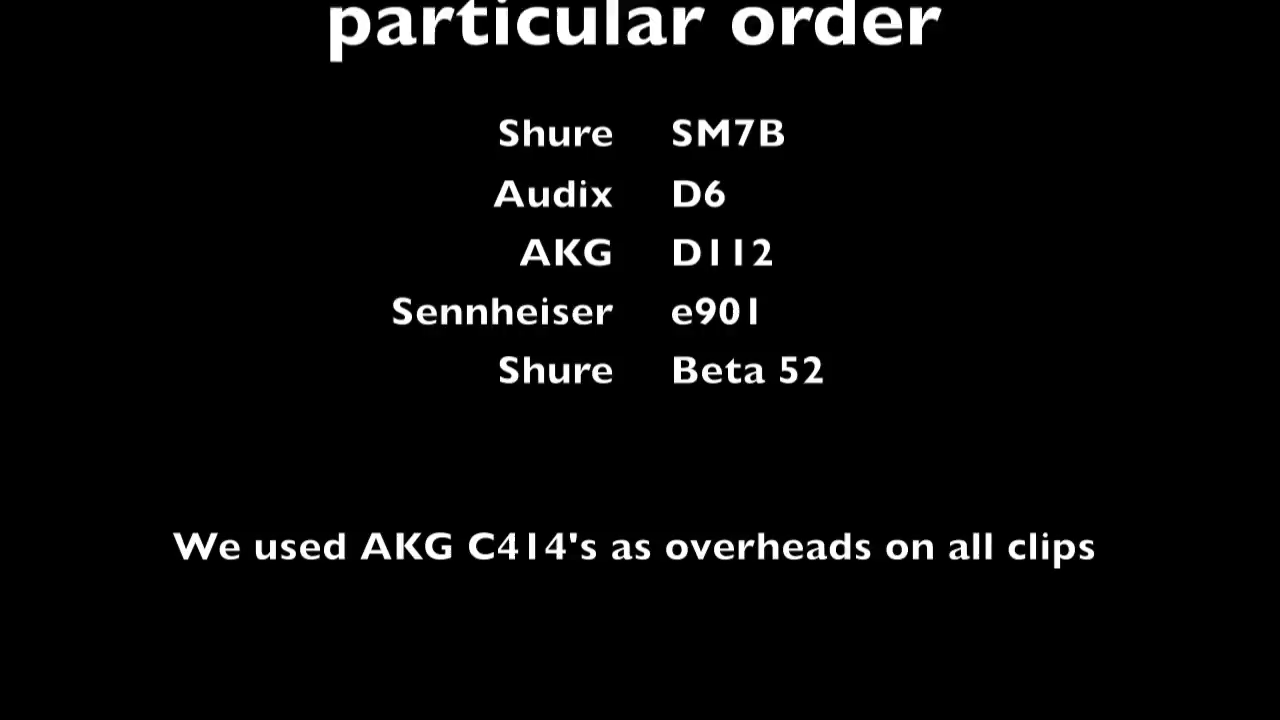 particular order
Shure SM7B
Audix D6
AKG D112
Sennheiser e901
Shure Beta 52
We used AKG C414's as overheads on all clips